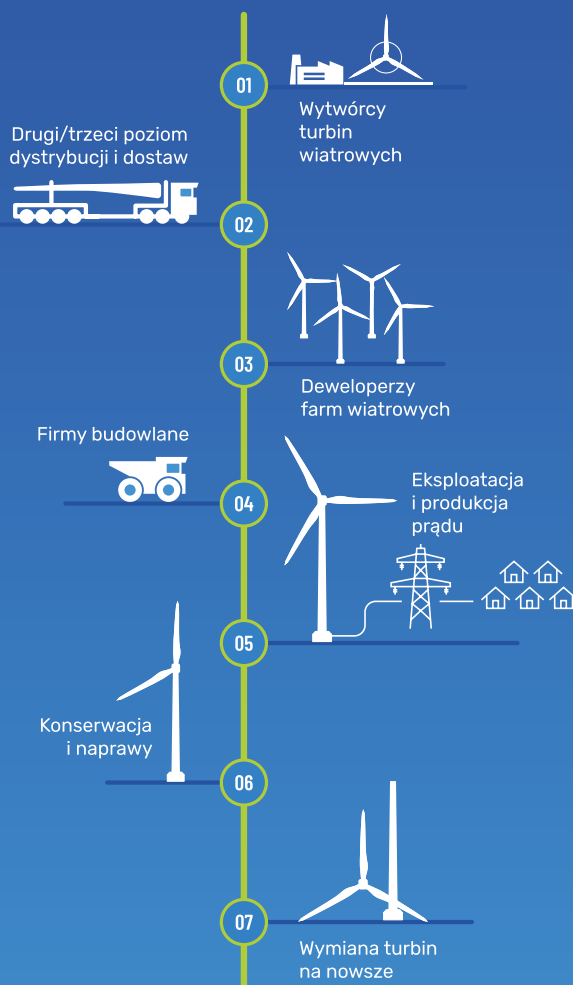 01
Wytwórcy
turbin
wiatrowych
Drugi/trzeci poziom
dystrybucji i dostaw
02
03
Deweloperzy
farm wiatrowych
Firmy budowlane
04
Eksploatacja
i produkcja
prądu
05
Konserwacja
i naprawy
06
07
Wymiana turbin
na nowsze